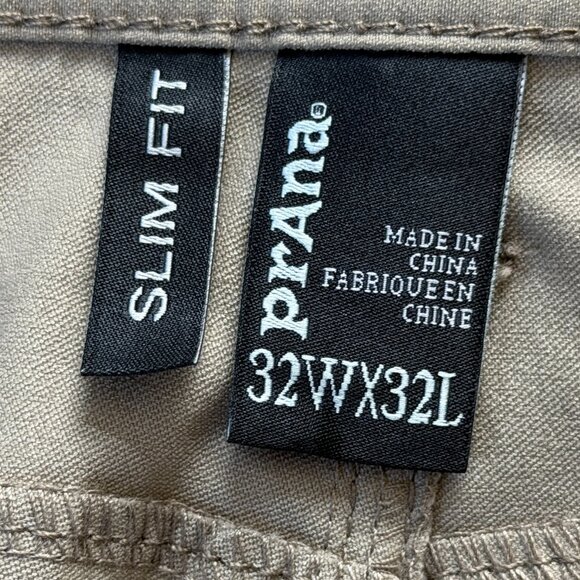 SLIM FIT
prAna®
MADE IN
CHINA
FABRIQUE EN
CHINE
32WX32L